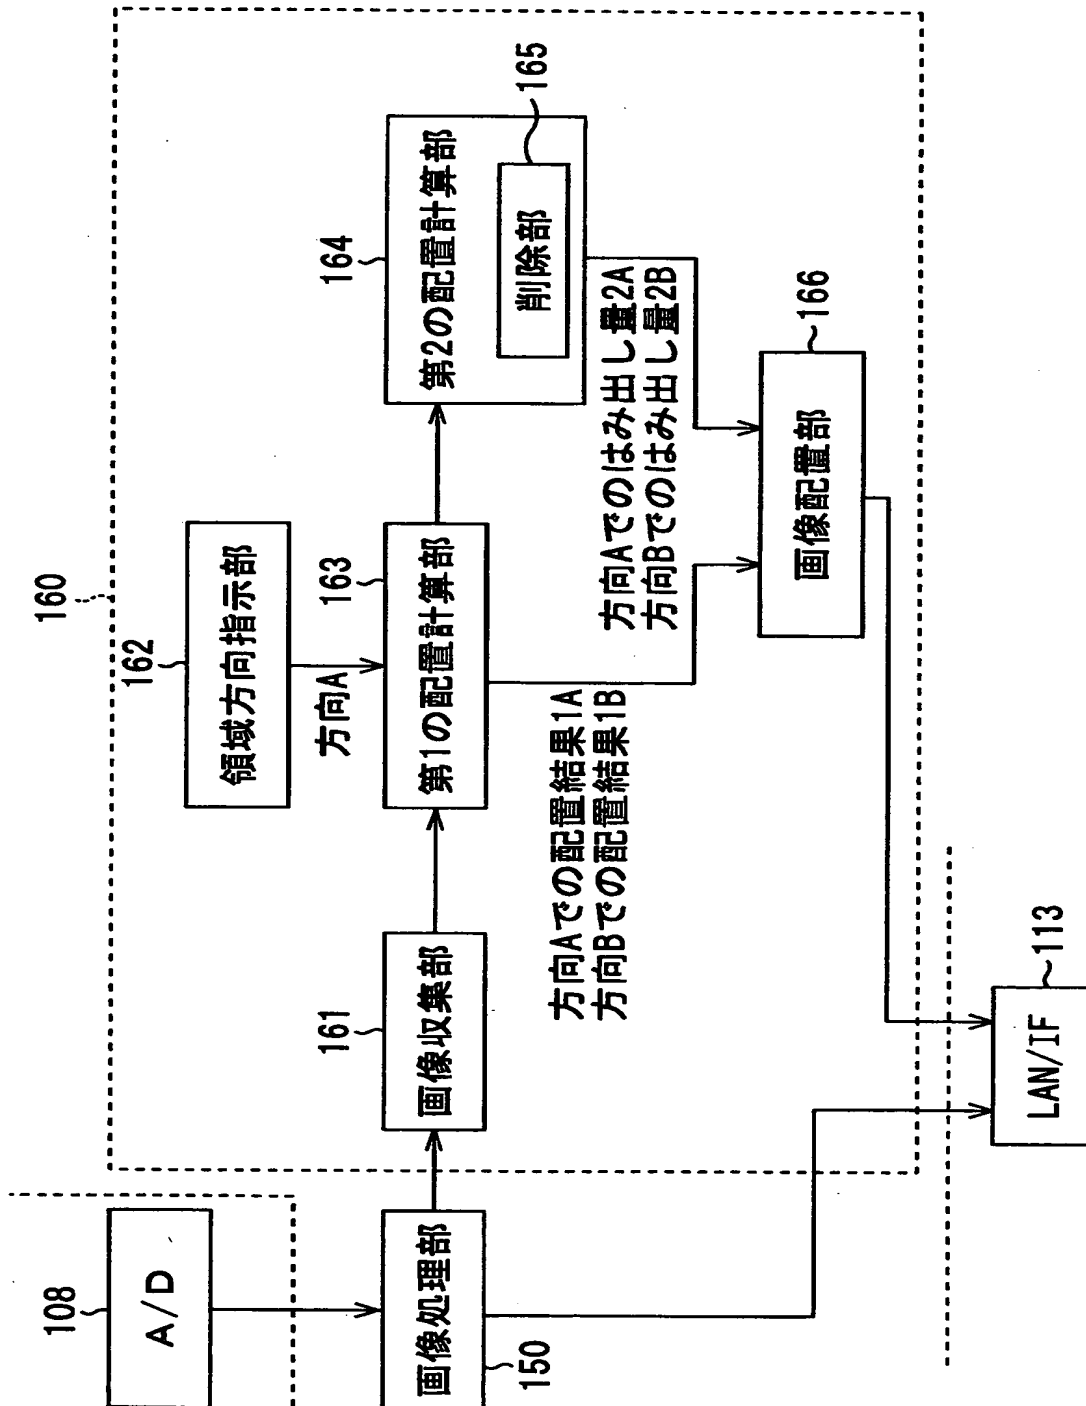 160
108
A/D
画像処理部
150
161
画像収集部
162
領域方向指示部
方向A
163
第1の配置計算部
164
第2の配置計算部
165
削除部
方向Aでの配置結果1A
方向Bでの配置結果1B
方向Aでのはみ出し量2A
方向Bでのはみ出し量2B
166
画像配置部
113
LAN/IF